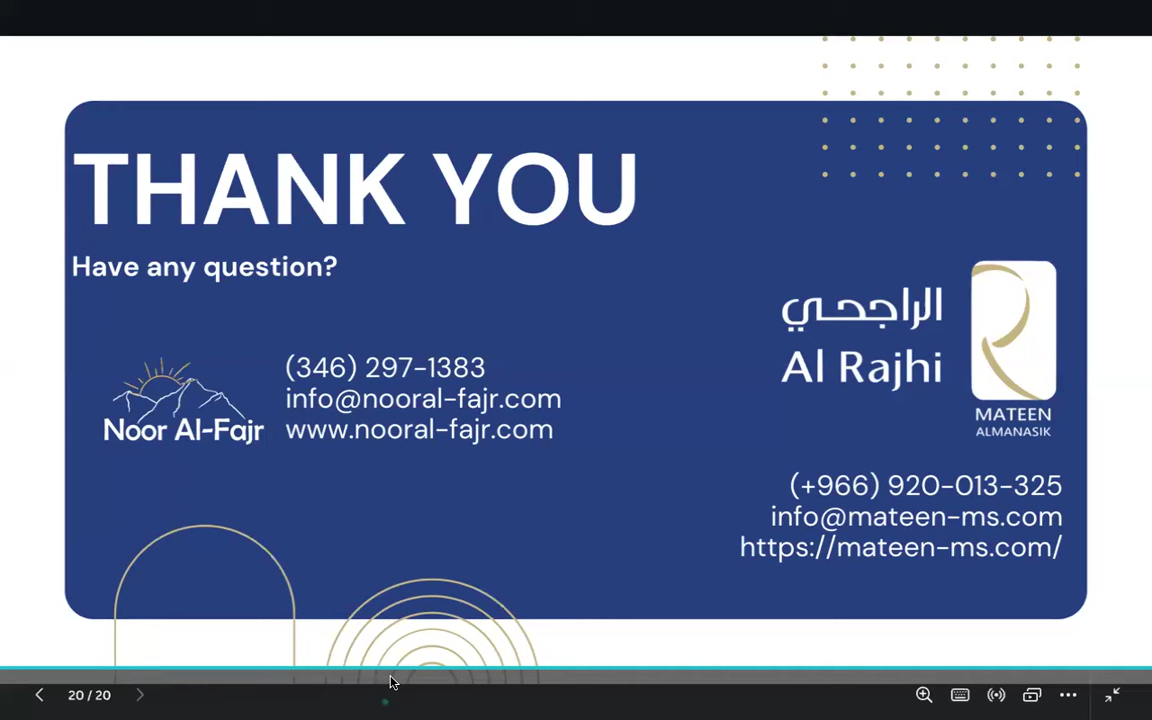 THANK YOU
Have any question?
Noor Al-Fajr
(346) 297-1383
info@nooral-fajr.com
www.nooral-fajr.com
الراجحي
Al Rajhi
MATEEN
ALMANASIK
(+966) 920-013-325
info@mateen-ms.com
https://mateen-ms.com/
20 / 20